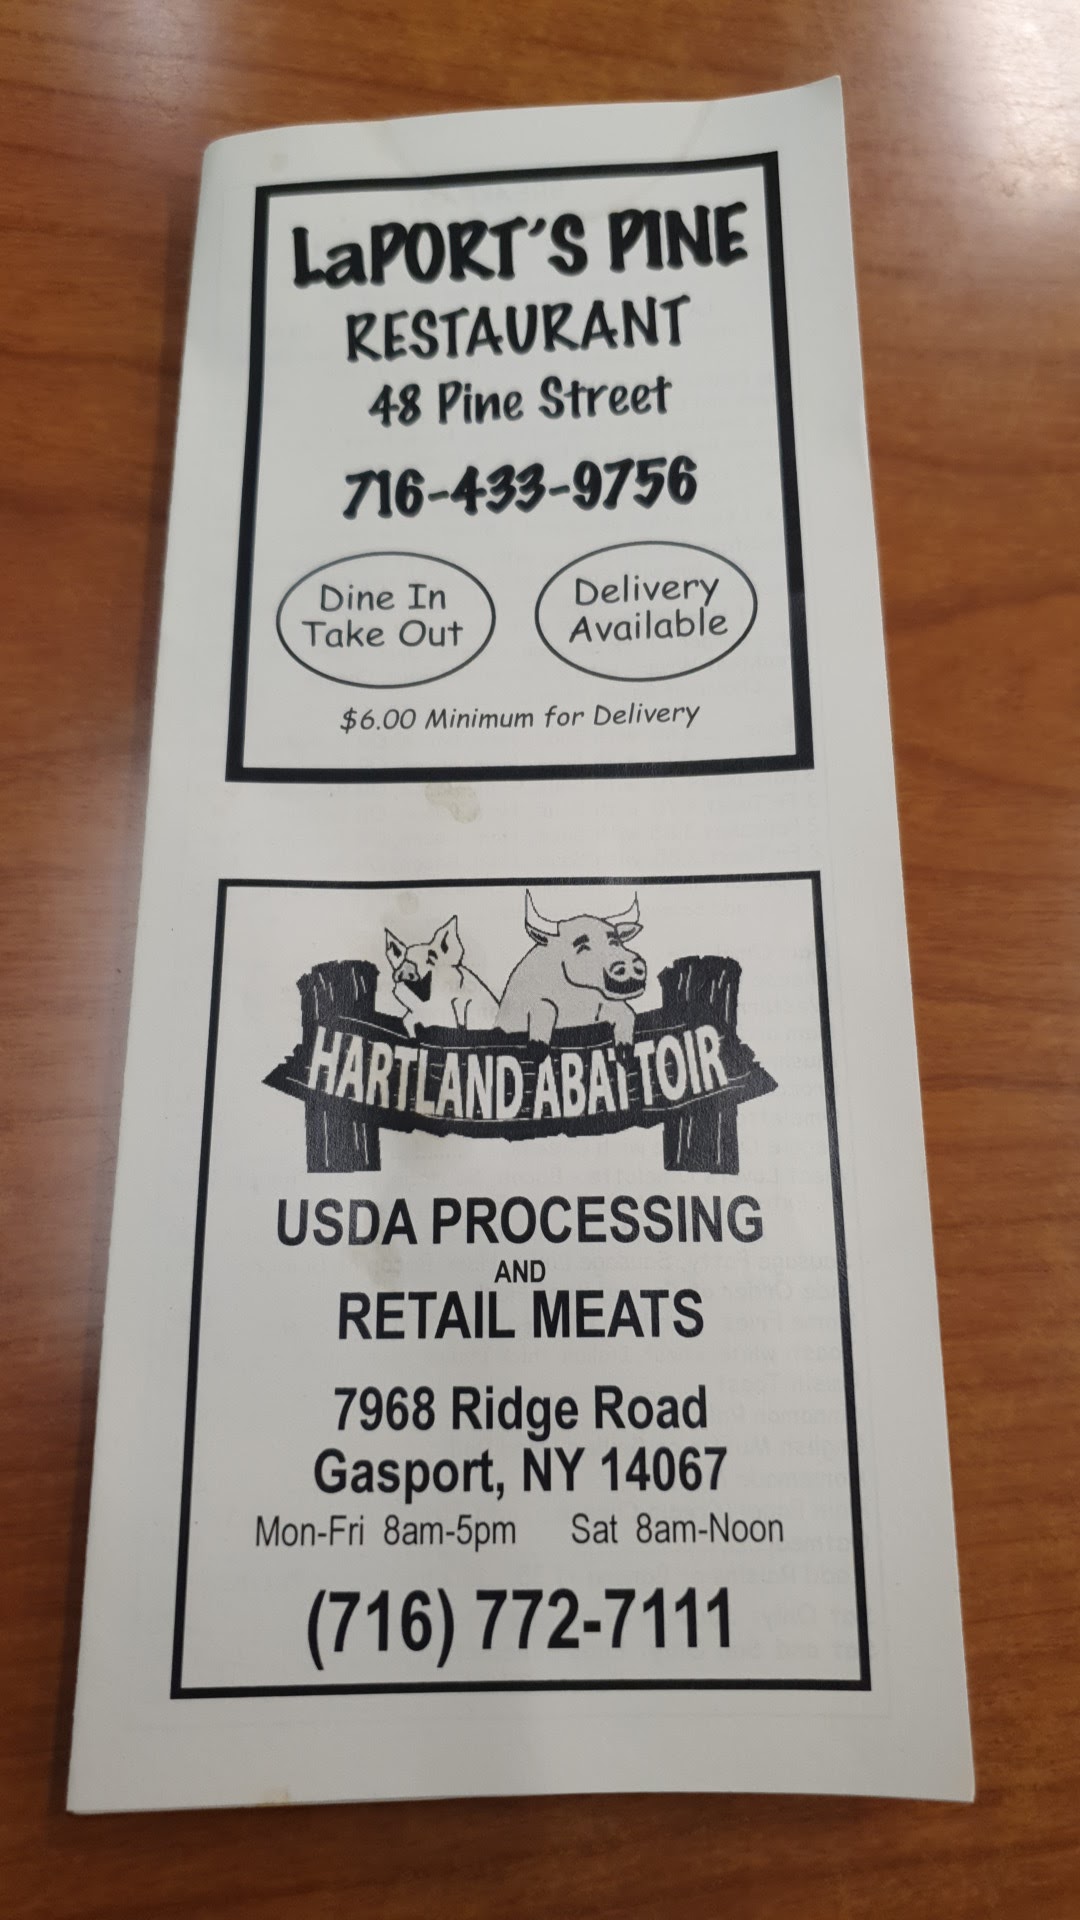 LaPORT'S PINE
RESTAURANT
48 Pine Street
716-433-9756
Dine In
Take Out
Delivery
Available
$6.00 Minimum for Delivery
HARTLAND ABATTOIR
USDA PROCESSING
AND
RETAIL MEATS
7968 Ridge Road
Gasport, NY 14067
Mon-Fri 8am-5pm Sat 8am-Noon
(716) 772-7111